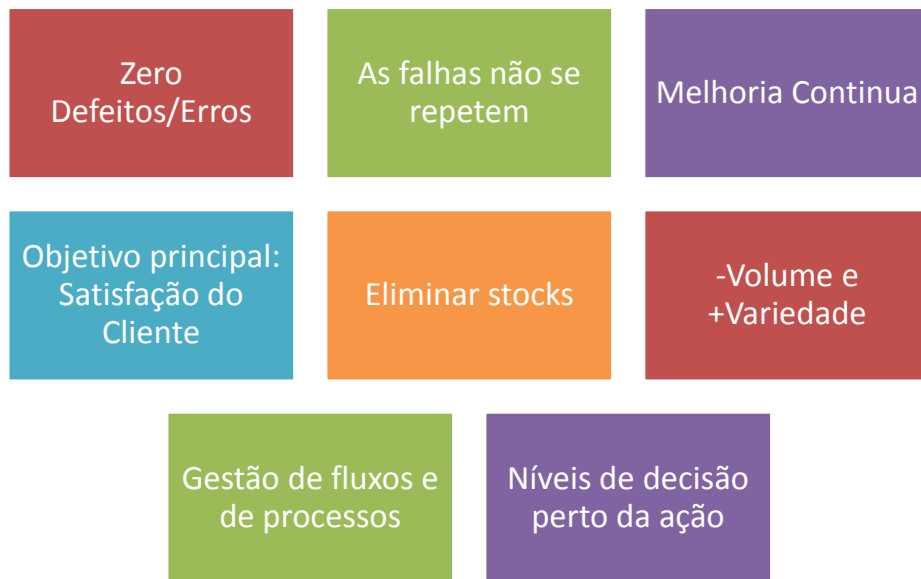 Zero
Defeitos/Erros
As falhas não se
repetem
Melhoria Continua
Objetivo principal:
Satisfação do
Cliente
Eliminar stocks
-Volume e
+Variedade
Gestão de fluxos e
de processos
Níveis de decisão
perto da ação